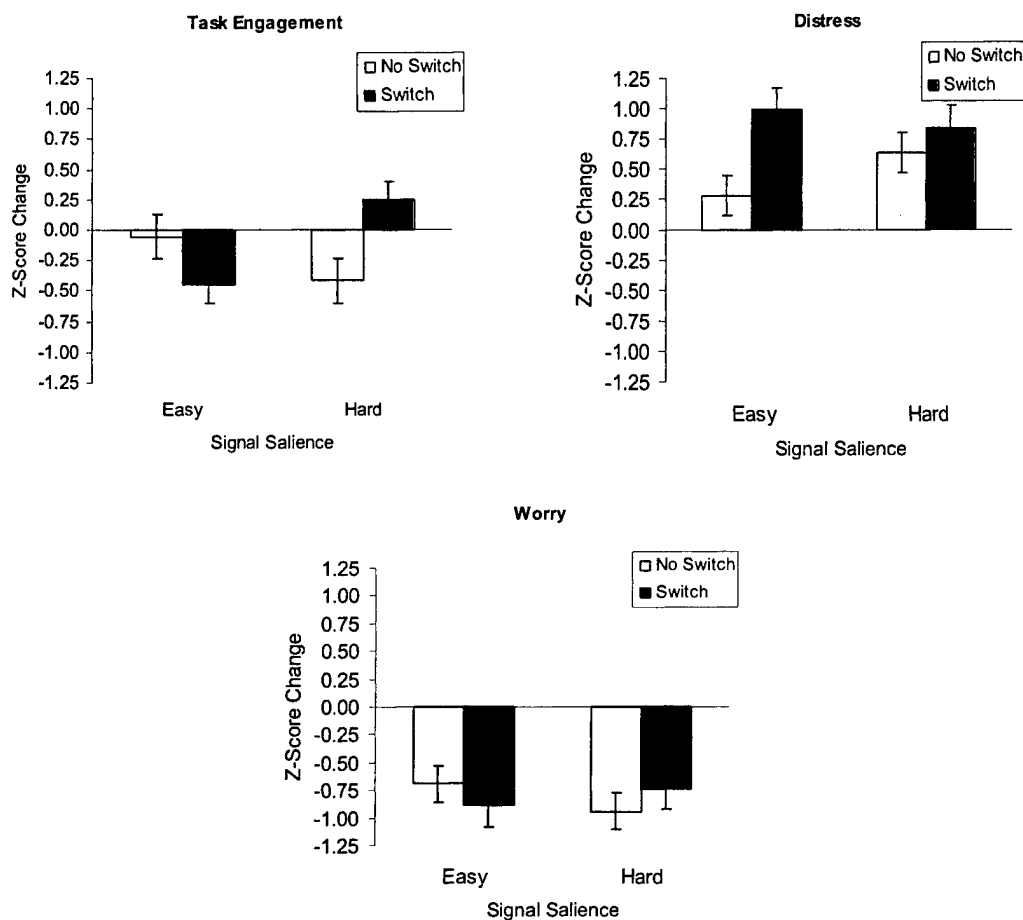 Task Engagement
No Switch
Switch
1.25
1.00
0.75
0.50
0.25
0.00
-0.25
-0.50
-0.75
-1.00
-1.25
Z-Score Change
Easy
Hard
Signal Salience
Distress
No Switch
Switch
1.25
1.00
0.75
0.50
0.25
0.00
-0.25
-0.50
-0.75
-1.00
-1.25
Z-Score Change
Easy
Hard
Signal Salience
Worry
No Switch
Switch
1.25
1.00
0.75
0.50
0.25
0.00
-0.25
-0.50
-0.75
-1.00
-1.25
Z-Score Change
Easy
Hard
Signal Salience